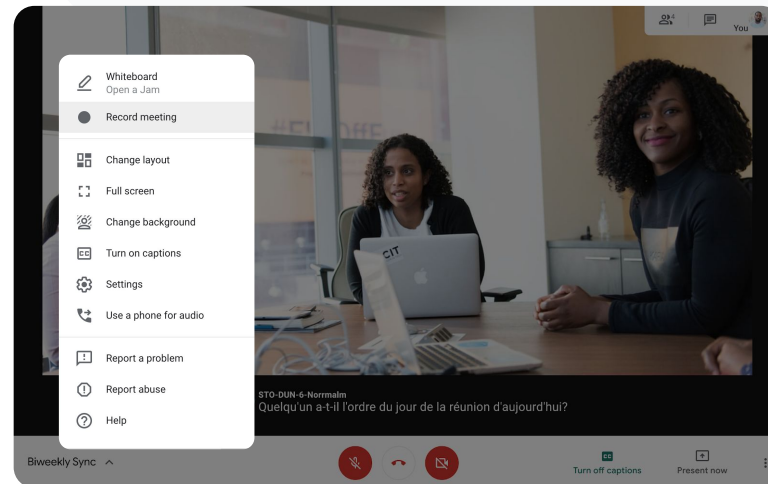 4
You
Whiteboard
Open a Jam
Record meeting
Change layout
Full screen
Change background
CC
Turn on captions
Settings
Use a phone for audio
Report a problem
Report abuse
Help
CIT
STO-DUN-6-Norrmalm
Quelqu'un a-t-il l'ordre du jour de la réunion d'aujourd'hui?
Biweekly Sync
CC
Turn off captions
Present now